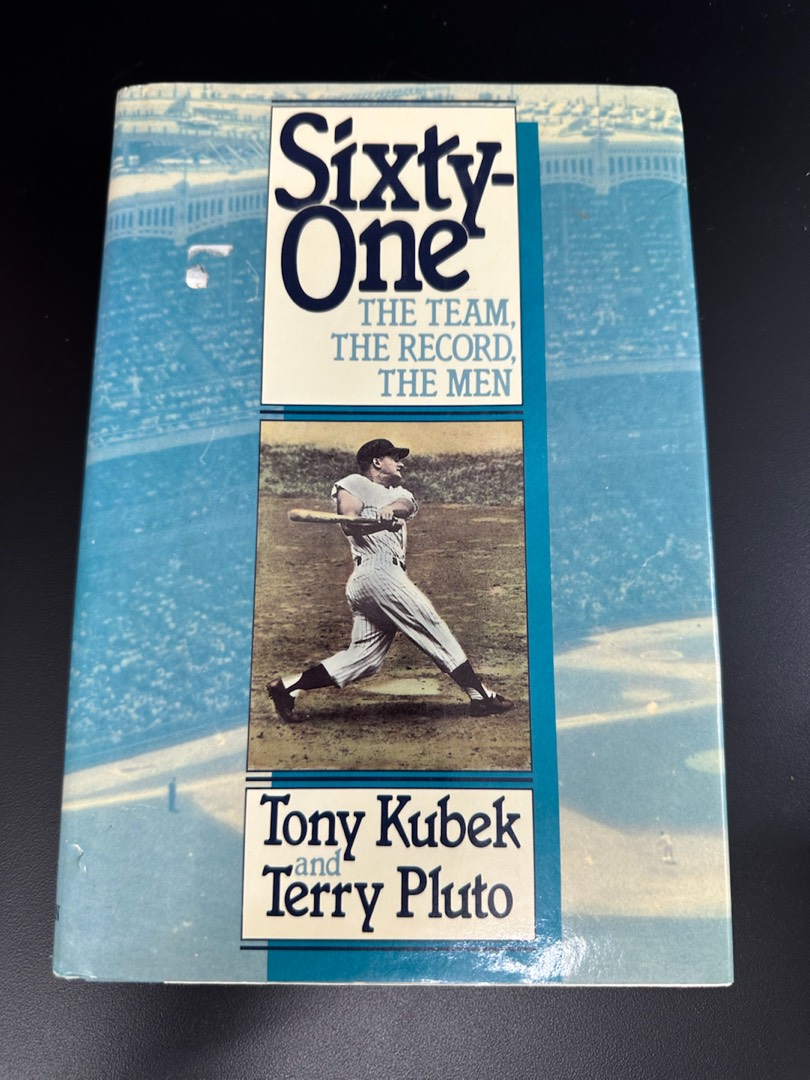 Sixty-
One
THE TEAM,
THE RECORD,
THE MEN
Tony Kubek
and
Terry Pluto